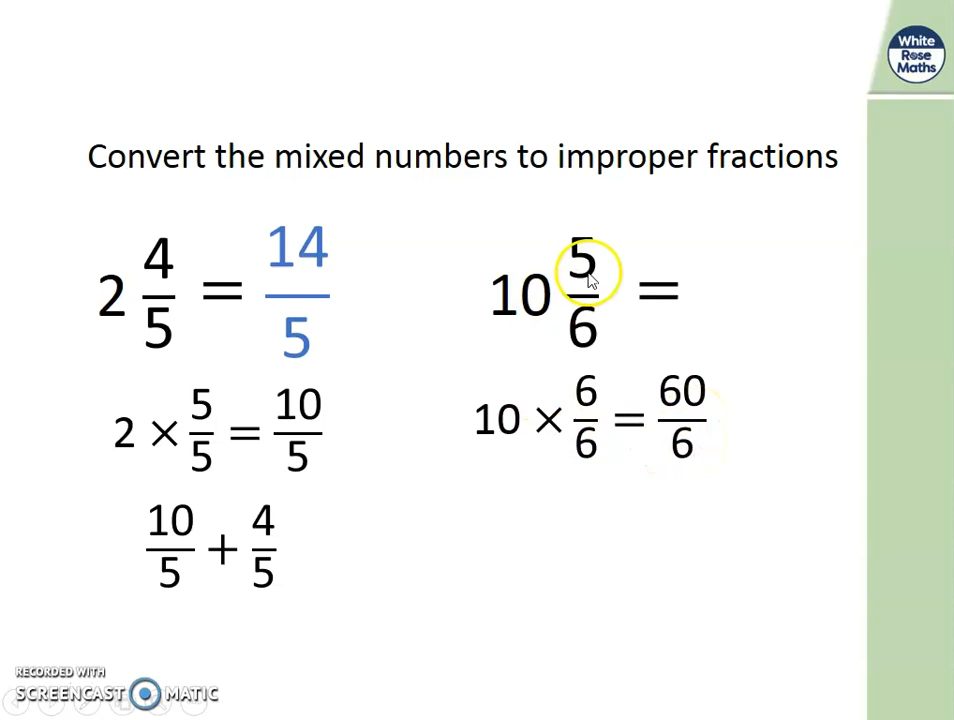 White
Rose
Maths
Convert the mixed numbers to improper fractions
2 4/5 = 14/5
10 5/6 =
2 × 5/5 = 10/5
10 × 6/6 = 60/6
10/5 + 4/5
RECORDED WITH
SCREENCAST MATIC